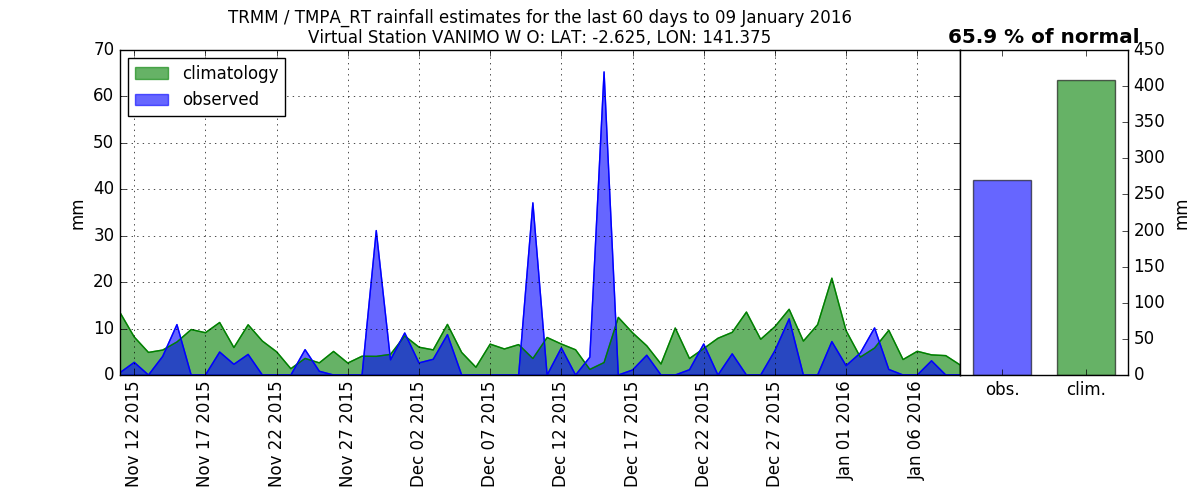 TRMM / TMPA_RT rainfall estimates for the last 60 days to 09 January 2016
Virtual Station VANIMO W O: LAT: -2.625, LON: 141.375
65.9 % of normal
climatology
observed
70
60
50
40
30
20
10
0
mm
Nov 12 2015
Nov 17 2015
Nov 22 2015
Nov 27 2015
Dec 02 2015
Dec 07 2015
Dec 12 2015
Dec 17 2015
Dec 22 2015
Dec 27 2015
Jan 01 2016
Jan 06 2016
450
400
350
300
250
200
150
100
50
0
mm
obs.
clim.